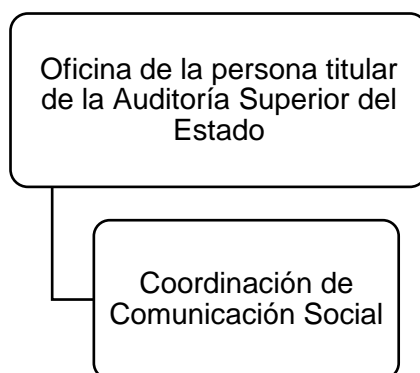 Oficina de la persona titular
de la Auditoría Superior del
Estado
Coordinación de
Comunicación Social